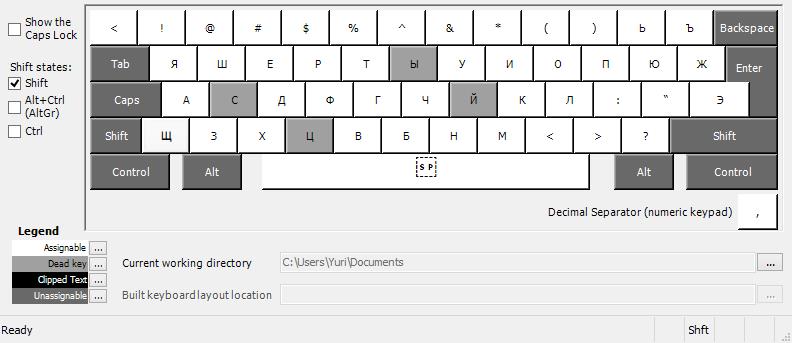 Show the
Caps Lock
Shift states:
Shift
Alt+Ctrl
(AltGr)
Ctrl
< ! @ # $ % ^ & * ( ) Ь Ъ Backspace
Tab Я Ш Е Р Т Ы У И О П Ю Ж Enter
Caps А С Д Ф Г Ч Й К Л : “ Э
Shift Щ З Х Ц В Б Н М < > ? Shift
Control Alt SP Alt Control
Decimal Separator (numeric keypad) ,
Legend
Assignable ...
Dead key ...
Clipped Text ...
Unassignable ...
Current working directory C:\Users\Yuri\Documents ...
Built keyboard layout location ...
Ready Shft